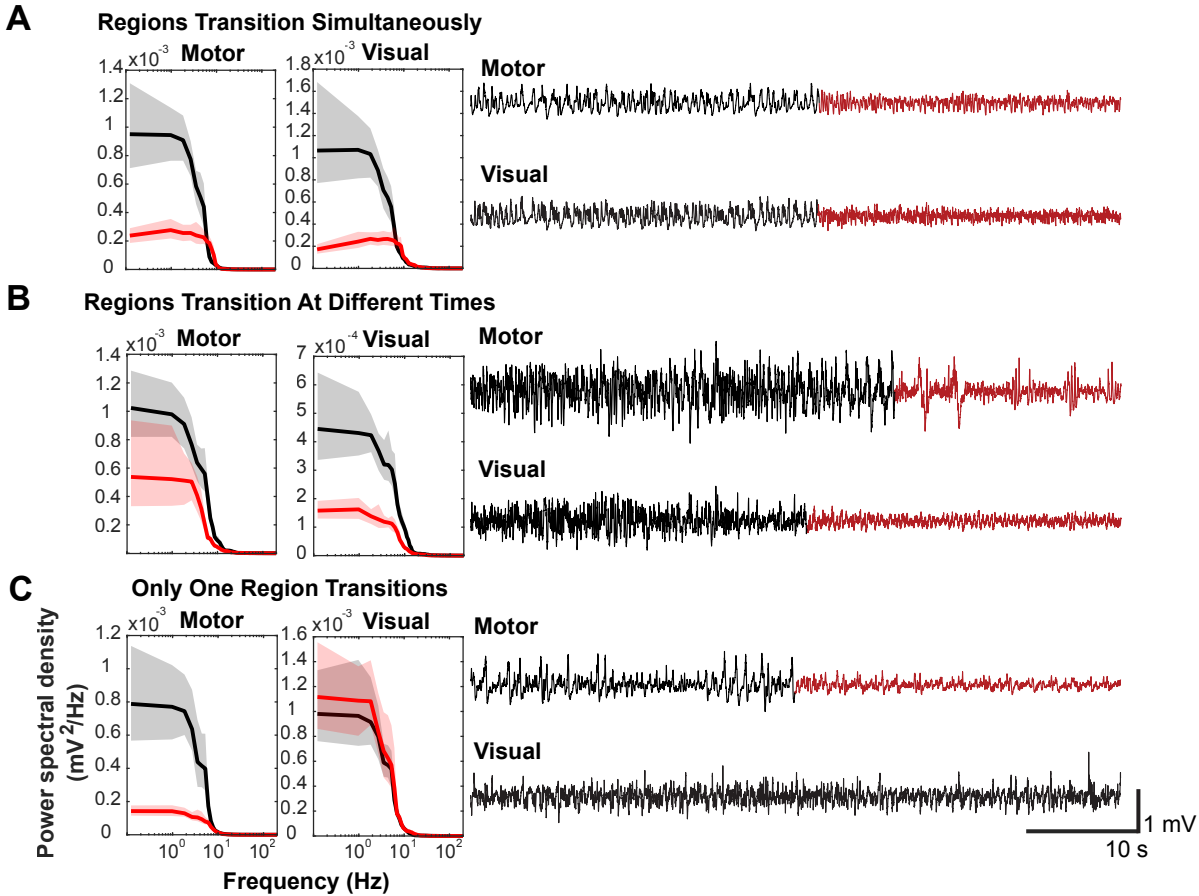 A
Regions Transition Simultaneously
x10-3 Motor
x10-3 Visual
1.4
1.2
1
0.8
0.6
0.4
0.2
0
1.8
1.6
1.4
1.2
1
0.8
0.6
0.4
0.2
0
Motor
Visual
B
Regions Transition At Different Times
x10-3 Motor
x10-4 Visual
1.4
1.2
1
0.8
0.6
0.4
0.2
7
6
5
4
3
2
1
0
Motor
Visual
C
Only One Region Transitions
x10-3 Motor
x10-3 Visual
1.2
1
0.8
0.6
0.4
0.2
0
1.6
1.4
1.2
1
0.8
0.6
0.4
0.2
0
100 101 102
100 101 102
Power spectral density
(mV2/Hz)
Frequency (Hz)
Motor
Visual
1 mV
10 s